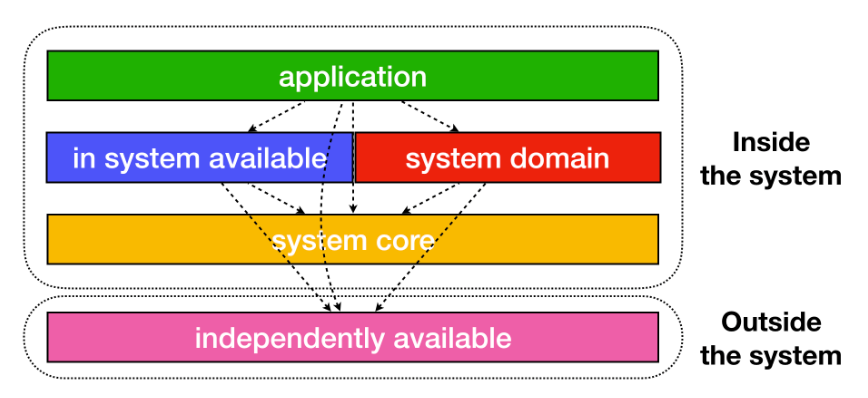 application
in system available
system domain
Inside
the system
system core
independently available
Outside
the system